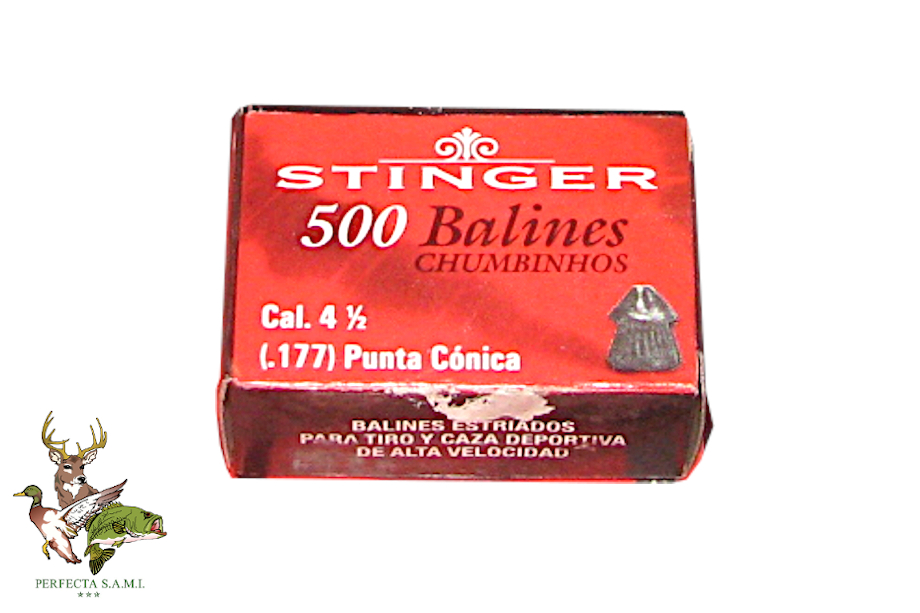 STINGER
500 Balines
CHUMBINHOS
Cal. 4 ½
(.177) Punta Cónica
BALINES ESTRIADOS
PARA TIRO Y CAZA DEPORTIVA
DE ALTA VELOCIDAD
PERFECTA S.A.M.I.